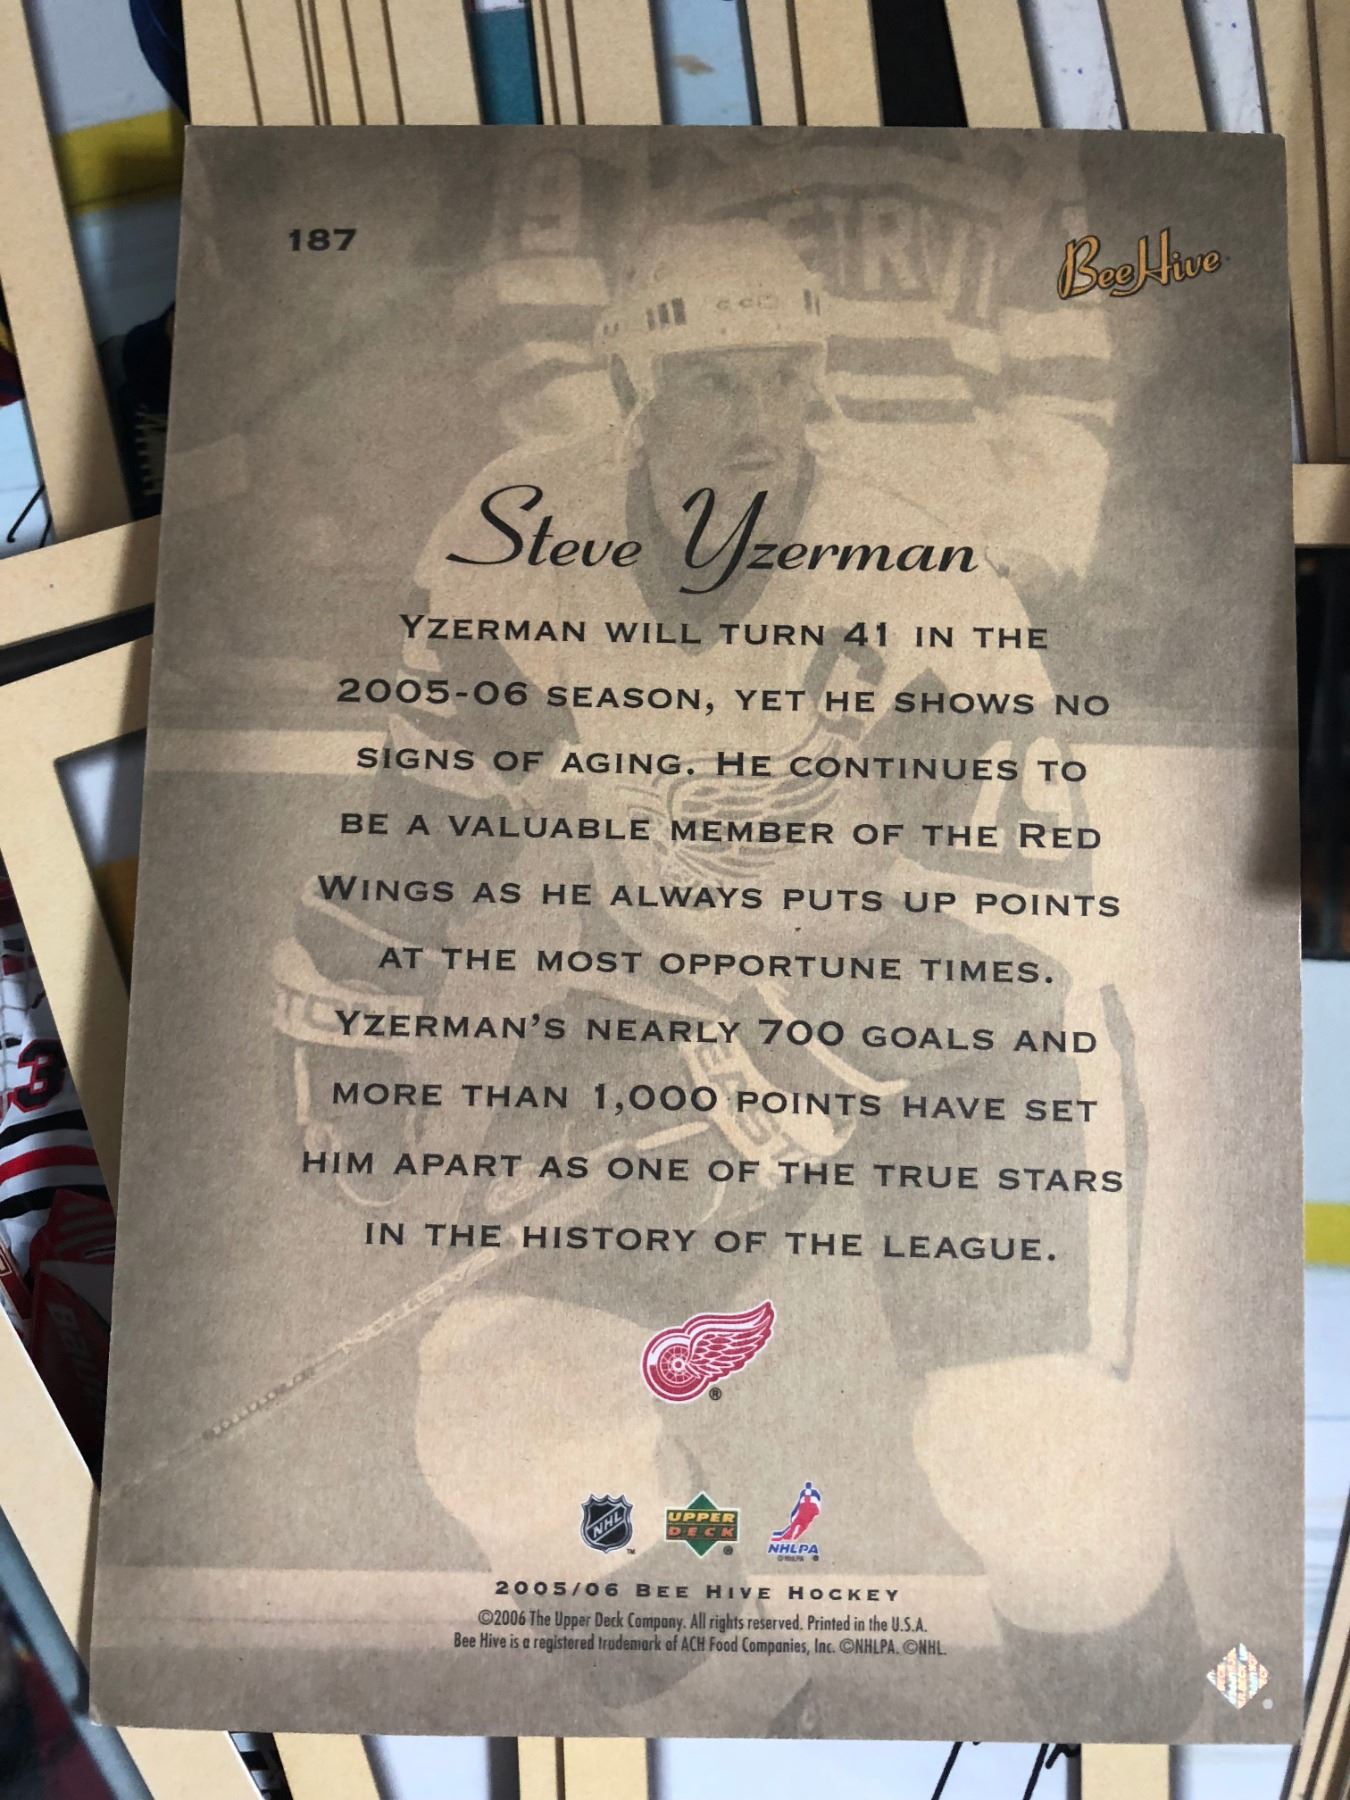 187
BeeHive
Steve Yzerman
Yzerman will turn 41 in the
2005-06 season, yet he shows no
signs of aging. He continues to
be a valuable member of the Red
Wings as he always puts up points
at the most opportune times.
Yzerman's nearly 700 goals and
more than 1,000 points have set
him apart as one of the true stars
in the history of the league.
NHL
UPPER
DECK
NHLPA
2005/06 Bee Hive Hockey
©2006 The Upper Deck Company. All rights reserved. Printed in the U.S.A.
Bee Hive is a registered trademark of ACH Food Companies, Inc. ©NHLPA. ©NHL.